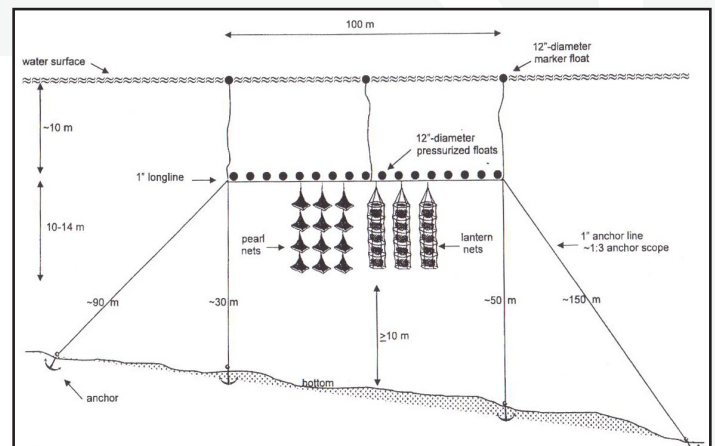 100 m
water surface
12"-diameter
marker float
~10 m
12"-diameter
pressurized floats
1" longline
10-14 m
pearl
nets
lantern
nets
1" anchor line
~1:3 anchor scope
~90 m
~30 m
~50 m
~150 m
≥10 m
bottom
anchor